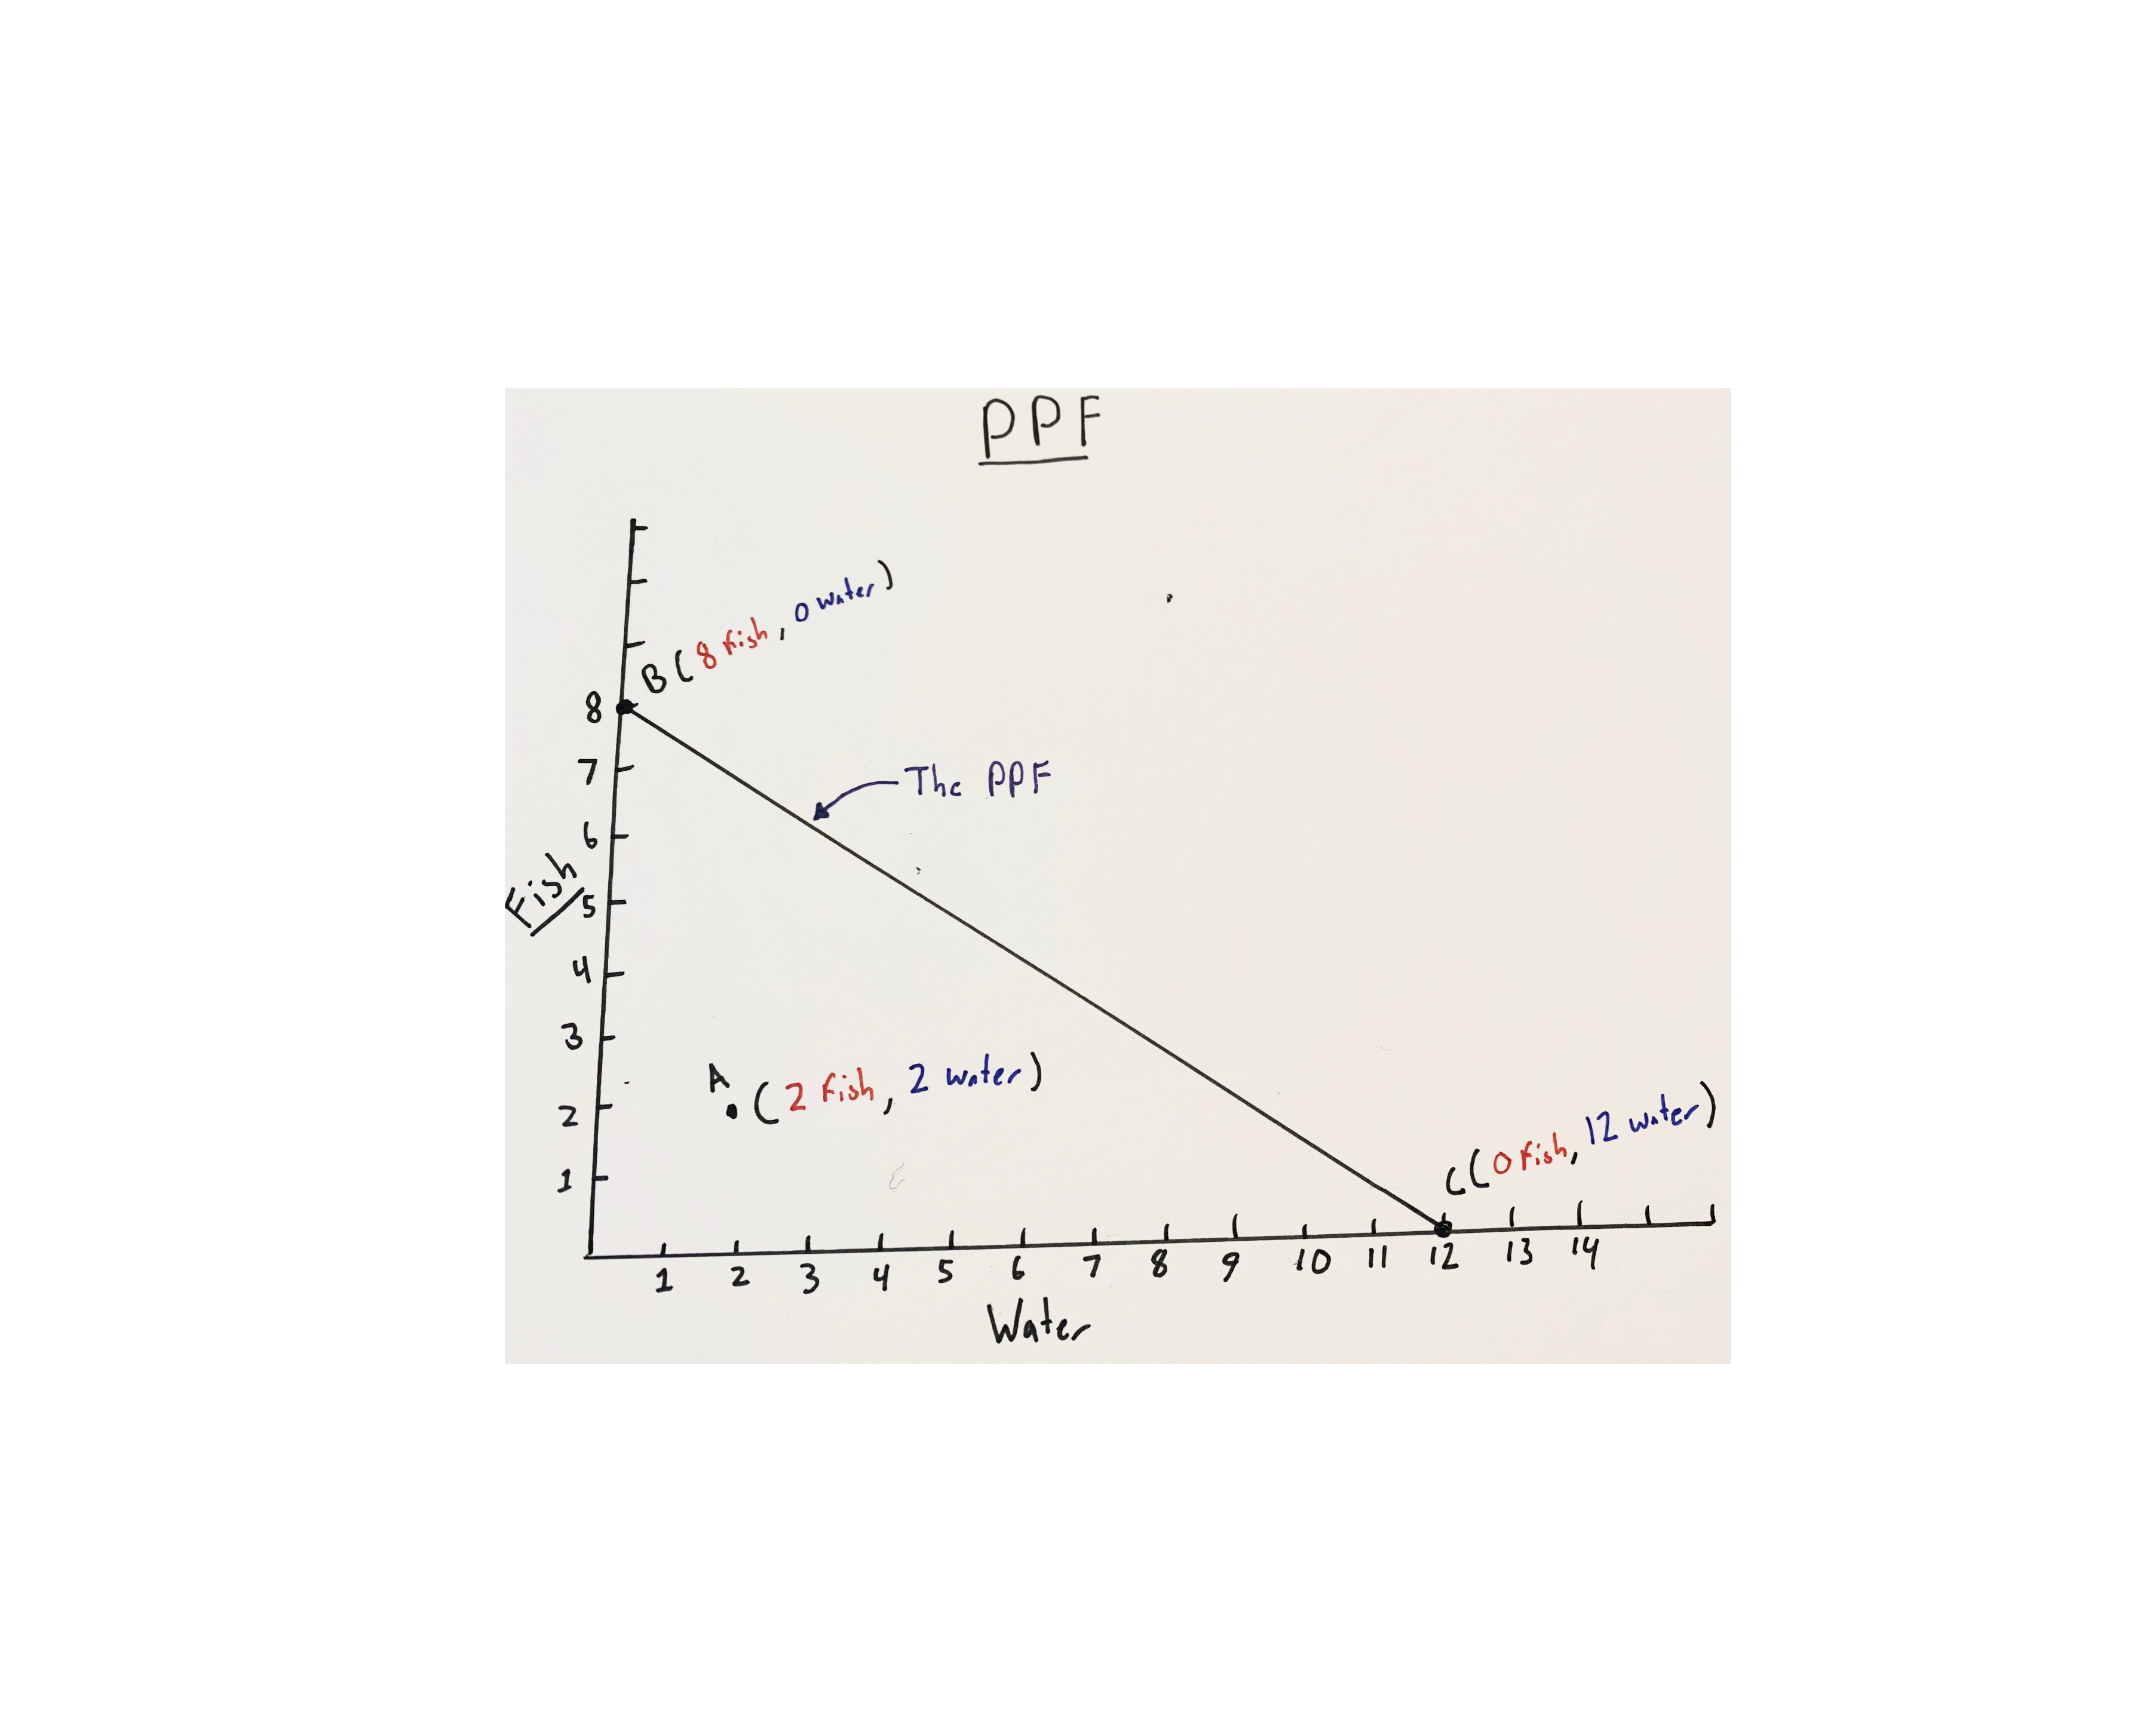 PPF
B (8 fish, 0 water)
8
The PPF
7
6
Fish
5
4
3
A
(2 fish, 2 water)
2
C (0 fish, 12 water)
1
1 2 3 4 5 6 7 8 9 10 11 12 13 14
Water